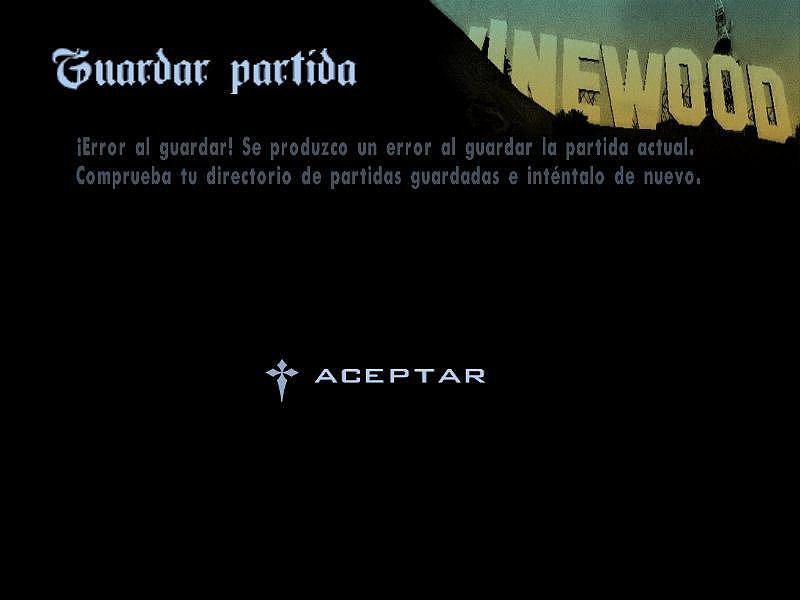 Guardar partida
VINEWOOD
¡Error al guardar! Se produzco un error al guardar la partida actual.
Comprueba tu directorio de partidas guardadas e inténtalo de nuevo.
ACEPTAR